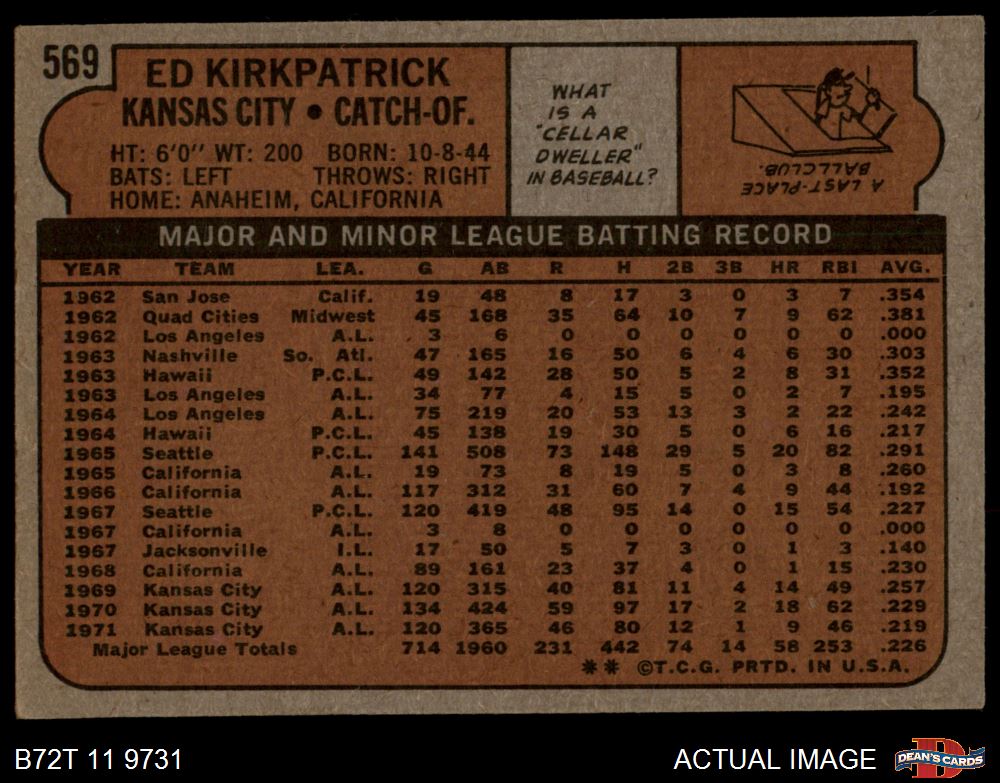 569
ED KIRKPATRICK
KANSAS CITY • CATCH-OF.
HT: 6'0" WT: 200 BORN: 10-8-44
BATS: LEFT THROWS: RIGHT
HOME: ANAHEIM, CALIFORNIA
WHAT
IS A
"CELLAR
DWELLER"
IN BASEBALL?
A LAST-PLACE
BALLCLUB.
MAJOR AND MINOR LEAGUE BATTING RECORD
YEAR TEAM LEA. G AB R H 2B 3B HR RBI AVG.
1962 San Jose Calif. 19 48 8 17 3 0 3 7 .354
1962 Quad Cities Midwest 45 168 35 64 10 7 9 62 .381
1962 Los Angeles A.L. 3 6 0 0 0 0 0 0 .000
1963 Nashville So. Atl. 47 165 16 50 6 4 6 30 .303
1963 Hawaii P.C.L. 49 142 28 50 5 2 8 31 .352
1963 Los Angeles A.L. 34 77 4 15 5 0 2 7 .195
1964 Los Angeles A.L. 75 219 20 53 13 3 2 22 .242
1964 Hawaii P.C.L. 45 138 19 30 5 0 6 16 .217
1965 Seattle P.C.L. 141 508 73 148 29 5 20 82 .291
1965 California A.L. 19 73 8 19 5 0 3 8 .260
1966 California A.L. 117 312 31 60 7 4 9 44 .192
1967 Seattle P.C.L. 120 419 48 95 14 0 15 54 .227
1967 California A.L. 3 8 0 0 0 0 0 0 .000
1967 Jacksonville I.L. 17 50 5 7 3 0 1 3 .140
1968 California A.L. 89 161 23 37 4 0 1 15 .230
1969 Kansas City A.L. 120 315 40 81 11 4 14 49 .257
1970 Kansas City A.L. 134 424 59 97 17 2 18 62 .229
1971 Kansas City A.L. 120 365 46 80 12 1 9 46 .219
Major League Totals 714 1960 231 442 74 14 58 253 .226
** ©T.C.G. PRTD. IN U.S.A.
B72T 11 9731
ACTUAL IMAGE
D
DEAN'S CARDS